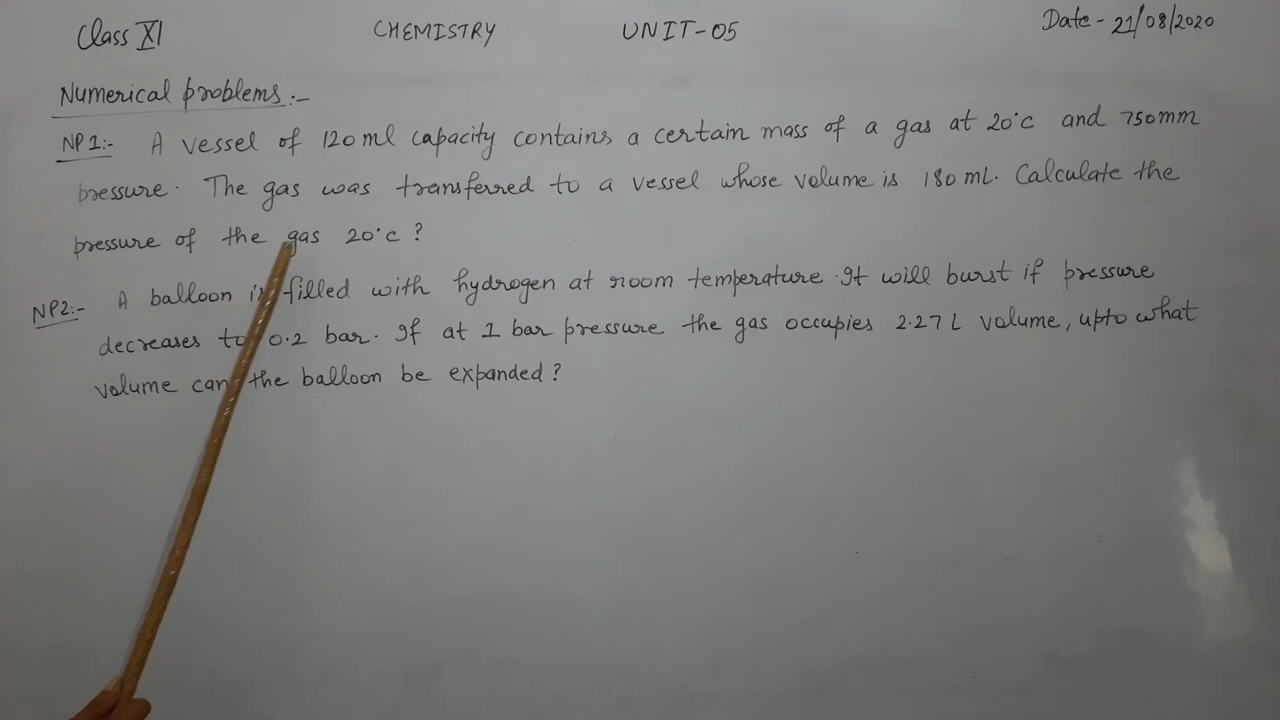 Class XI CHEMISTRY UNIT-05 Date - 21/08/2020
Numerical problems:-
NP1:- A vessel of 120 ml capacity contains a certain mass of a gas at 20°c and 750mm
pressure. The gas was transferred to a vessel whose volume is 180 mL. Calculate the
pressure of the gas 20°c ?
NP2:- A balloon is filled with hydrogen at room temperature. It will burst if pressure
decreases to 0.2 bar. If at 1 bar pressure the gas occupies 2.27 L volume, upto what
volume can the balloon be expanded ?